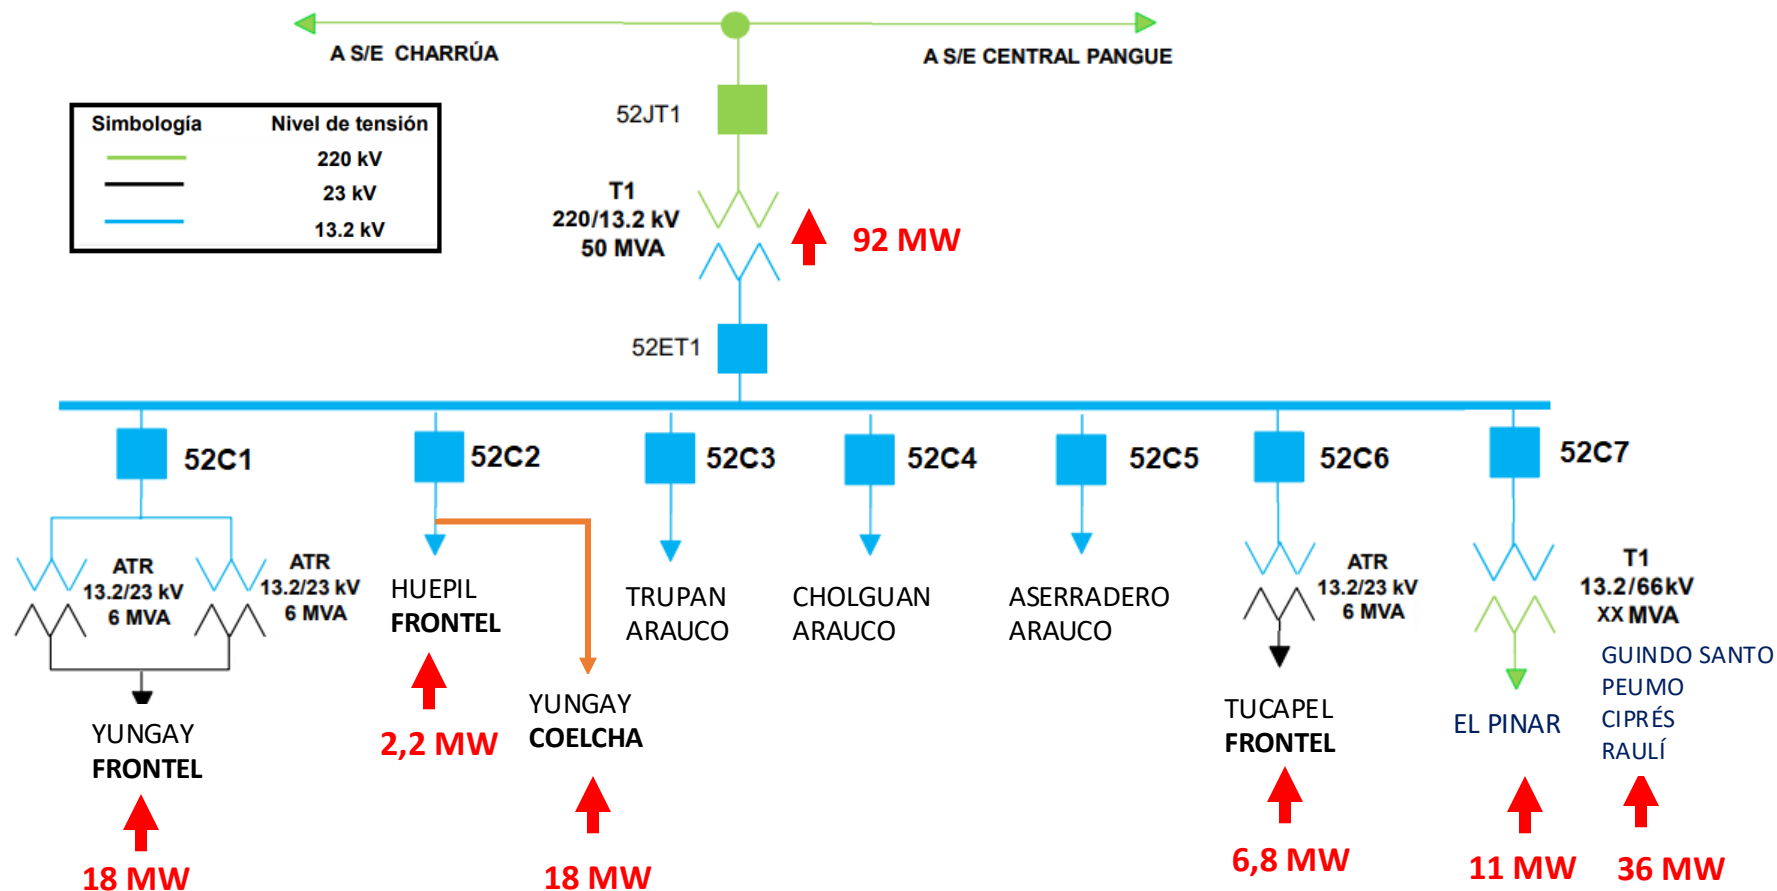 A S/E CHARRÚA
A S/E CENTRAL PANGUE
52JT1
Simbología Nivel de tensión
220 kV
23 kV
13.2 kV
T1
220/13.2 kV
50 MVA
92 MW
52ET1
52C1
52C2
52C3
52C4
52C5
52C6
52C7
ATR
13.2/23 kV
6 MVA
ATR
13.2/23 kV
6 MVA
HUEPIL
FRONTEL
TRUPAN
ARAUCO
CHOLGUAN
ARAUCO
ASERRADERO
ARAUCO
ATR
13.2/23 kV
6 MVA
T1
13.2/66kV
XX MVA
GUINDO SANTO
PEUMO
CIPRÉS
RAULÍ
YUNGAY
FRONTEL
2,2 MW
YUNGAY
COELCHA
TUCAPEL
FRONTEL
EL PINAR
18 MW
18 MW
6,8 MW
11 MW
36 MW